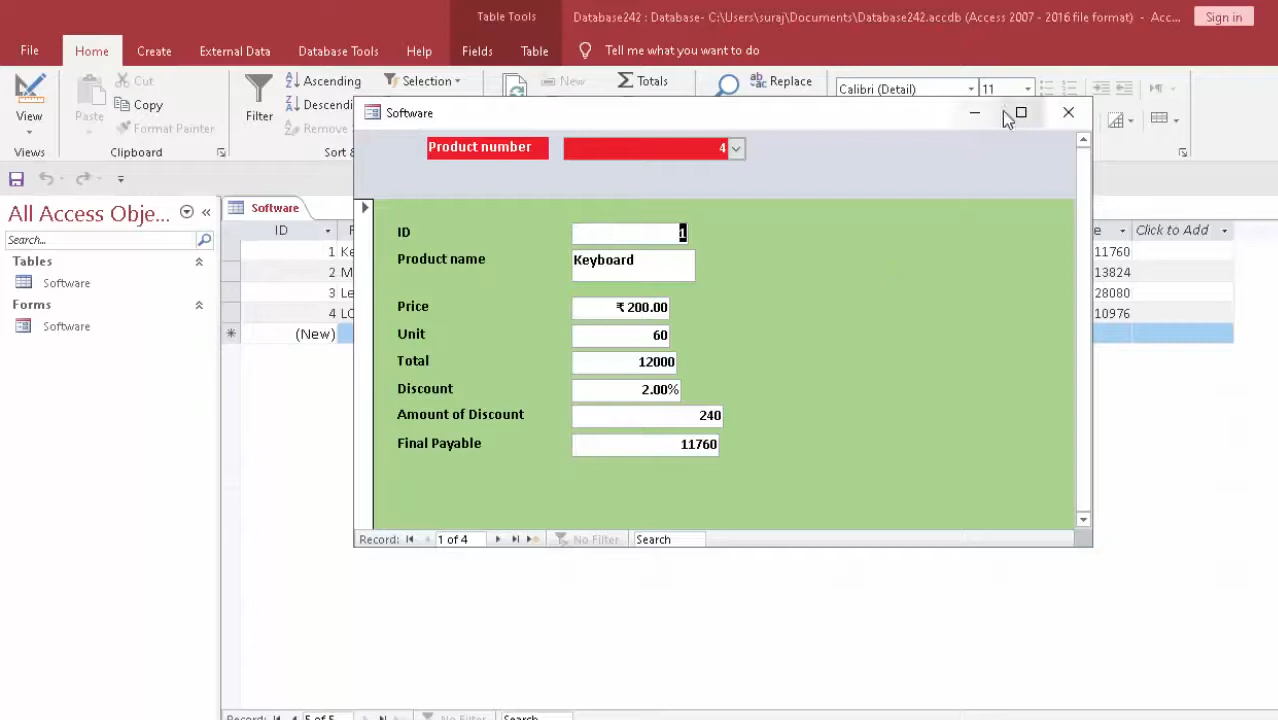 Table Tools
Database242 : Database- C:\Users\suraj\Documents\Database242.accdb (Access 2007 - 2016 file format) - Acc...
Sign in
File Home Create External Data Database Tools Help Fields Table Tell me what you want to do
View
Views
Paste
Cut
Copy
Format Painter
Filter
Ascending
Descend
Remove
Sort &
Selection
New
Totals
Replace
Calibri (Detail) 11
Software
Product number 4
ID 1
Product name Keyboard
Price ₹ 200.00
Unit 60
Total 12000
Discount 2.00%
Amount of Discount 240
Final Payable 11760
Record: 1 of 4 No Filter Search
All Access Obje...
Search...
Tables
Software
Forms
Software
Software
ID Click to Add
1 Ke 11760
2 M 13824
3 Le 28080
4 LC 10976
(New)
Record: 5 of 5 No Filter Search